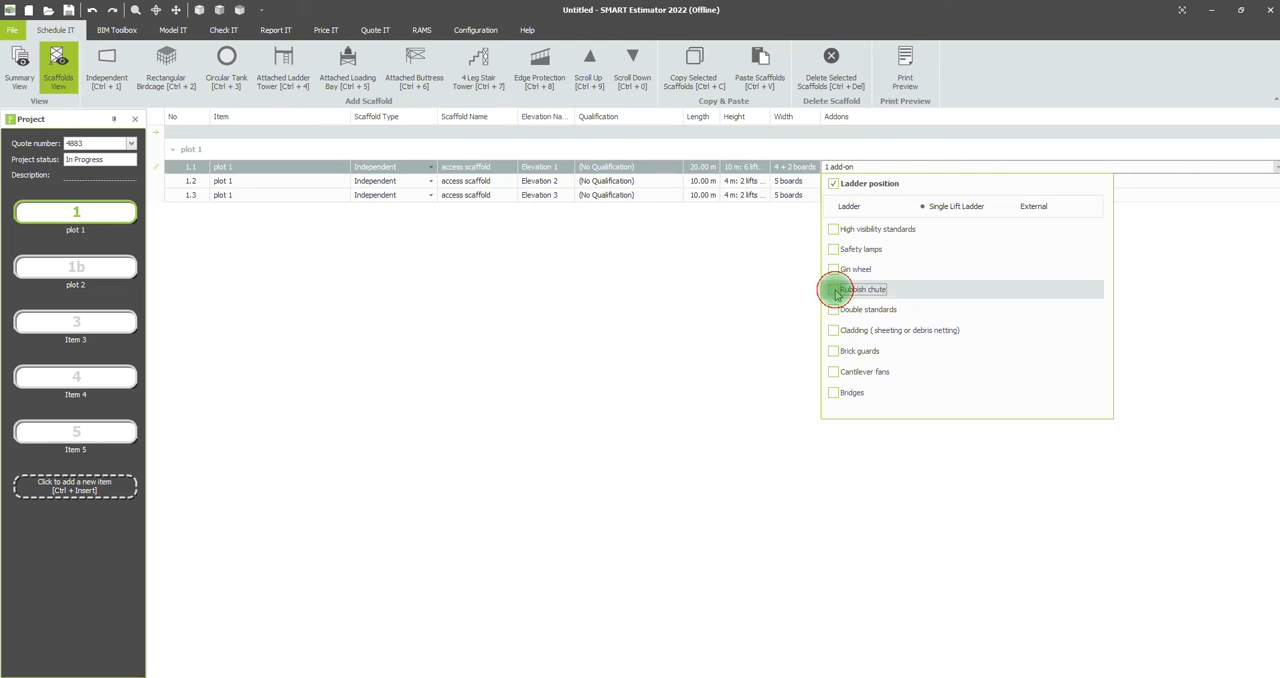 Untitled - SMART Estimator 2022 (Offline)
File Schedule IT BIM Toolbox Model IT Check IT Report IT Price IT Quote IT RAMS Configuration Help
Summary View
Scaffolds View
Independent [Ctrl + 1]
Rectangular Birdcage [Ctrl + 2]
Circular Tank [Ctrl + 3]
Attached Ladder Tower [Ctrl + 4]
Attached Loading Bay [Ctrl + 5]
Attached Buttress [Ctrl + 6]
4 Leg Stair Tower [Ctrl + 7]
Edge Protection [Ctrl + 8]
Scroll Up [Ctrl + 9]
Scroll Down [Ctrl + 0]
Copy Selected Scaffolds [Ctrl + C]
Paste Scaffolds [Ctrl + V]
Delete Selected Scaffolds [Ctrl + Del]
Print Preview
View Add Scaffold Copy & Paste Delete Scaffold Print Preview
Project
Quote number: 4883
Project status: In Progress
Description:
1
plot 1
1b
plot 2
3
Item 3
4
Item 4
5
Item 5
Click to add a new item
[Ctrl + Insert]
No Item Scaffold Type Scaffold Name Elevation Na... Qualification Length Height Width Addons
plot 1
1.1 plot 1 Independent access scaffold Elevation 1 (No Qualification) 20.00 m 10 m: 6 lift... 4 + 2 boards 1 add-on
1.2 plot 1 Independent access scaffold Elevation 2 (No Qualification) 10.00 m 4 m: 2 lifts ... 5 boards
1.3 plot 1 Independent access scaffold Elevation 3 (No Qualification) 10.00 m 4 m: 2 lifts ... 5 boards
Ladder position
Ladder Single Lift Ladder External
High visibility standards
Safety lamps
Gin wheel
Rubbish chute
Double standards
Cladding ( sheeting or debris netting)
Brick guards
Cantilever fans
Bridges